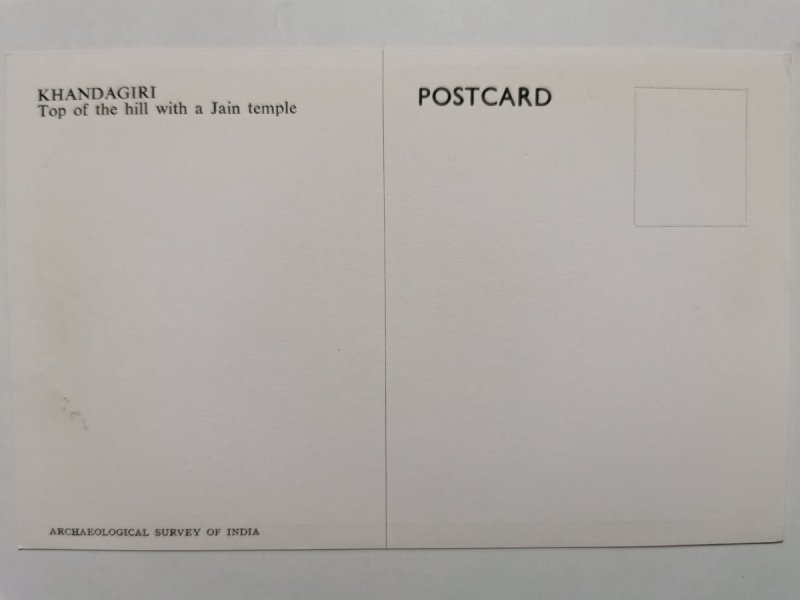 KHANDAGIRI
Top of the hill with a Jain temple
POSTCARD
ARCHAEOLOGICAL SURVEY OF INDIA